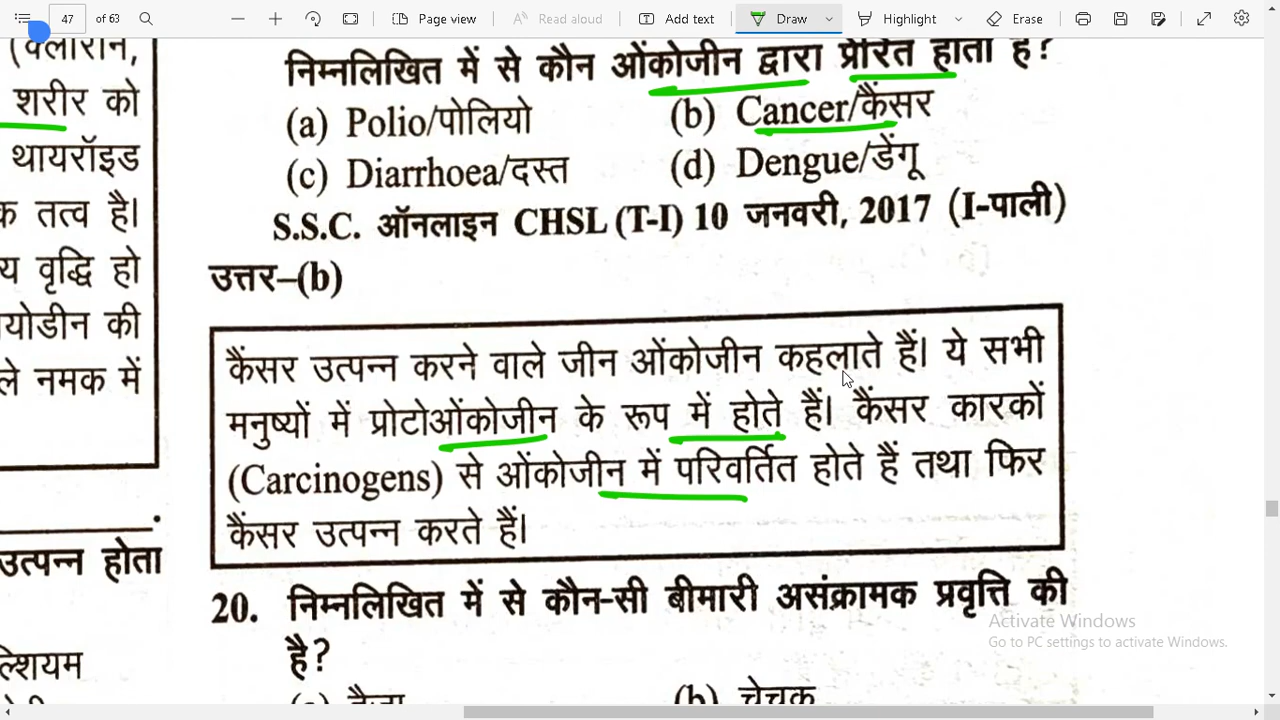 47
of 63
Page view
Read aloud
Add text
Draw
Highlight
Erase
(क्लोरीन,
शरीर को
थायरॉइड
क तत्व है।
य वृद्धि हो
योडीन की
ले नमक में
उत्पन्न होता
ल्शियम
निम्नलिखित में से कौन ओंकोजीन द्वारा प्रेरित होता है?
(a) Polio/पोलियो (b) Cancer/कैंसर
(c) Diarrhoea/दस्त (d) Dengue/डेंगू
S.S.C. ऑनलाइन CHSL (T-I) 10 जनवरी, 2017 (I-पाली)
उत्तर–(b)
कैंसर उत्पन्न करने वाले जीन ओंकोजीन कहलाते हैं। ये सभी
मनुष्यों में प्रोटोओंकोजीन के रूप में होते हैं। कैंसर कारकों
(Carcinogens) से ओंकोजीन में परिवर्तित होते हैं तथा फिर
कैंसर उत्पन्न करते हैं।
20. निम्नलिखित में से कौन-सी बीमारी असंक्रामक प्रवृत्ति की
है?
(a) हैजा (b) चेचक
Activate Windows
Go to PC settings to activate Windows.